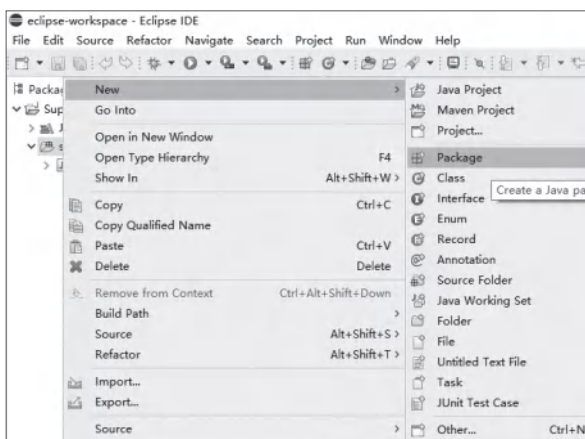 eclipse-workspace - Eclipse IDE
File Edit Source Refactor Navigate Search Project Run Window Help
Packa
Sup
J
s
J
New
Go Into
Open in New Window
Open Type Hierarchy F4
Show In Alt+Shift+W >
Copy Ctrl+C
Copy Qualified Name
Paste Ctrl+V
Delete Delete
Remove from Context Ctrl+Alt+Shift+Down
Build Path
Source Alt+Shift+S >
Refactor Alt+Shift+T >
Import...
Export...
Source
Java Project
Maven Project
Project...
Package
Class
Create a Java pa
Interface
Enum
Record
Annotation
Source Folder
Java Working Set
Folder
File
Untitled Text File
Task
JUnit Test Case
Other... Ctrl+N